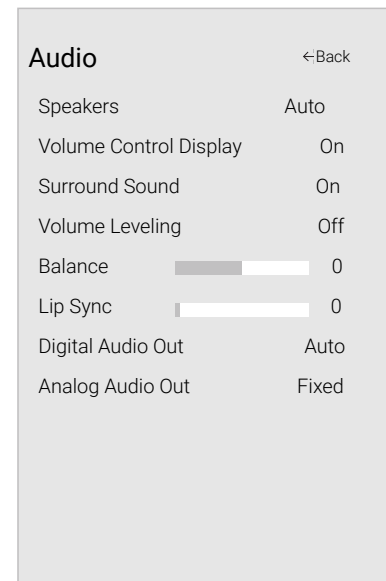 Audio ←Back
Speakers Auto
Volume Control Display On
Surround Sound On
Volume Leveling Off
Balance 0
Lip Sync 0
Digital Audio Out Auto
Analog Audio Out Fixed